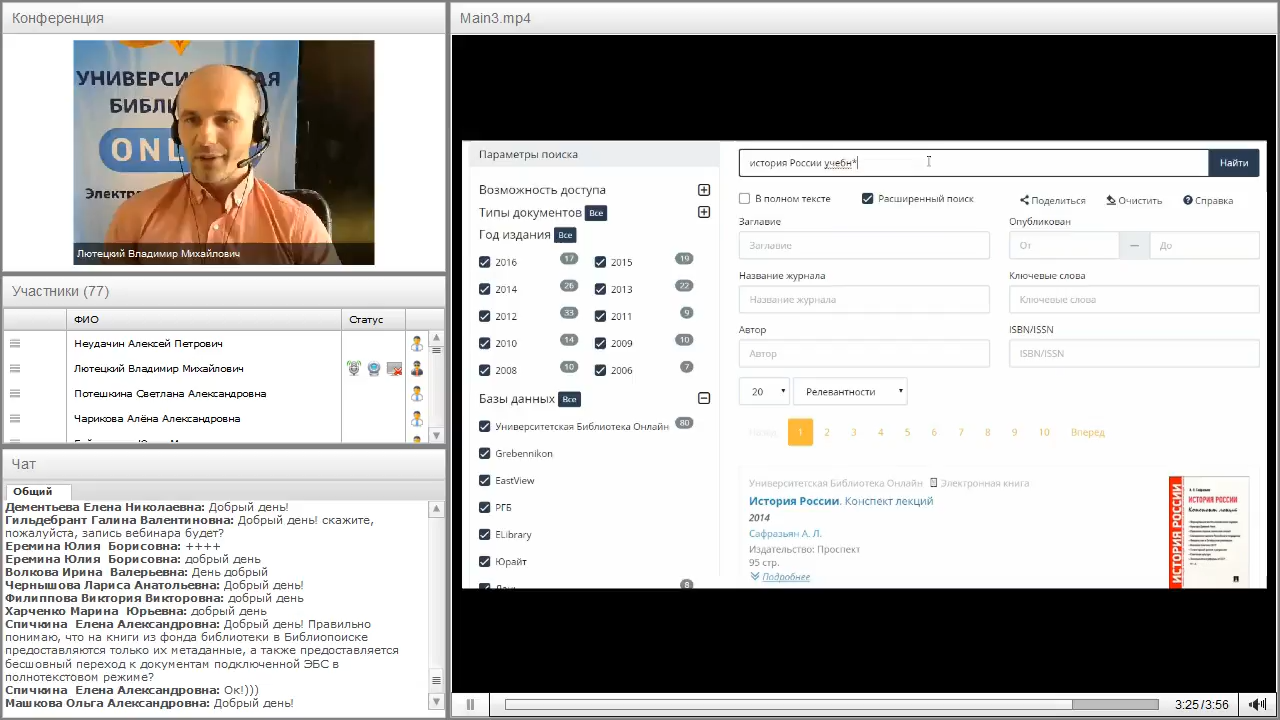 Конференция
УНИВЕРСИ
АЯ
БИБЛИ
ONL
Элект
Лютецкий Владимир Михайлович
Участники (77)
ФИО
Статус
Неудачин Алексей Петрович
Лютецкий Владимир Михайлович
Потешкина Светлана Александровна
Чарикова Алёна Александровна
Чат
Общий
Дементьева Елена Николаевна: Добрый день!
Гильдебрант Галина Валентиновна: Добрый день! скажите,
пожалуйста, запись вебинара будет?
Еремина Юлия Борисовна: ++++
Еремина Юлия Борисовна: добрый день
Волкова Ирина Валерьевна: День добрый
Чернышова Лариса Анатольевна: Добрый день!
Филиппова Виктория Викторовна: добрый день
Харченко Марина Юрьевна: добрый день
Спичкина Елена Александровна: Добрый день! Правильно
понимаю, что на книги из фонда библиотеки в Библиопоиске
предоставляются только их метаданные, а также предоставляется
бесшовный переход к документам подключенной ЭБС в
полнотекстовом режиме?
Спичкина Елена Александровна: Ок!)))
Машкова Ольга Александровна: Добрый день!
Main3.mp4
Параметры поиска
Возможность доступа
Типы документов Все
Год издания Все
2016 17 2015 19
2014 26 2013 22
2012 33 2011 9
2010 14 2009 10
2008 10 2006 7
Базы данных Все
Университетская Библиотека Онлайн 80
Grebennikon
EastView
РГБ
ELibrary
Юрайт
8
история России учебн*
Найти
В полном тексте Расширенный поиск Поделиться Очистить Справка
Заглавие Опубликован
Заглавие От — До
Название журнала Ключевые слова
Название журнала Ключевые слова
Автор ISBN/ISSN
Автор ISBN/ISSN
20 Релевантности
Назад 1 2 3 4 5 6 7 8 9 10 Вперёд
Университетская Библиотека Онлайн Электронная книга
История России. Конспект лекций
2014
Сафразьян А. Л.
Издательство: Проспект
95 стр.
Подробнее
ИСТОРИЯ РОССИИ
ИСТОРИЯ РОССИИ
Конспект лекций
3:25/3:56